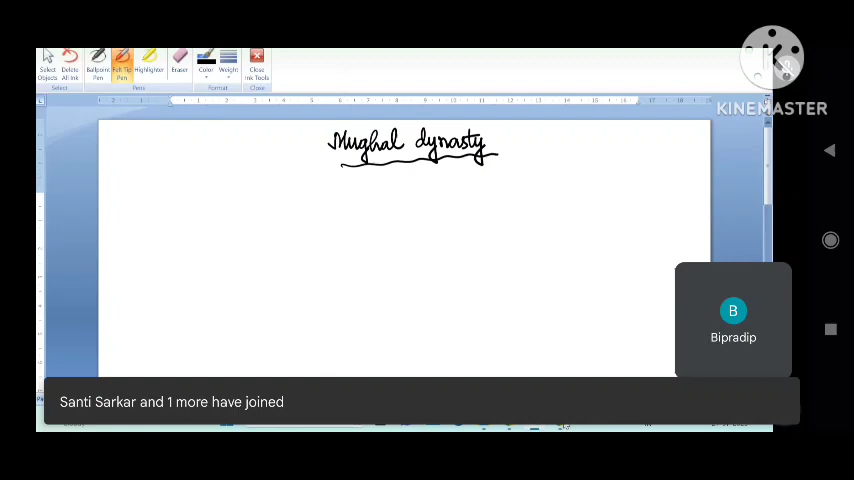 Select Objects
Delete All Ink
Ballpoint Pen
Felt Tip Pen
Highlighter
Eraser
Color
Weight
Close Ink Tools
Select
Pens
Format
Close
KINEMASTER
Mughal dynasty
B
Bipradip
Santi Sarkar and 1 more have joined